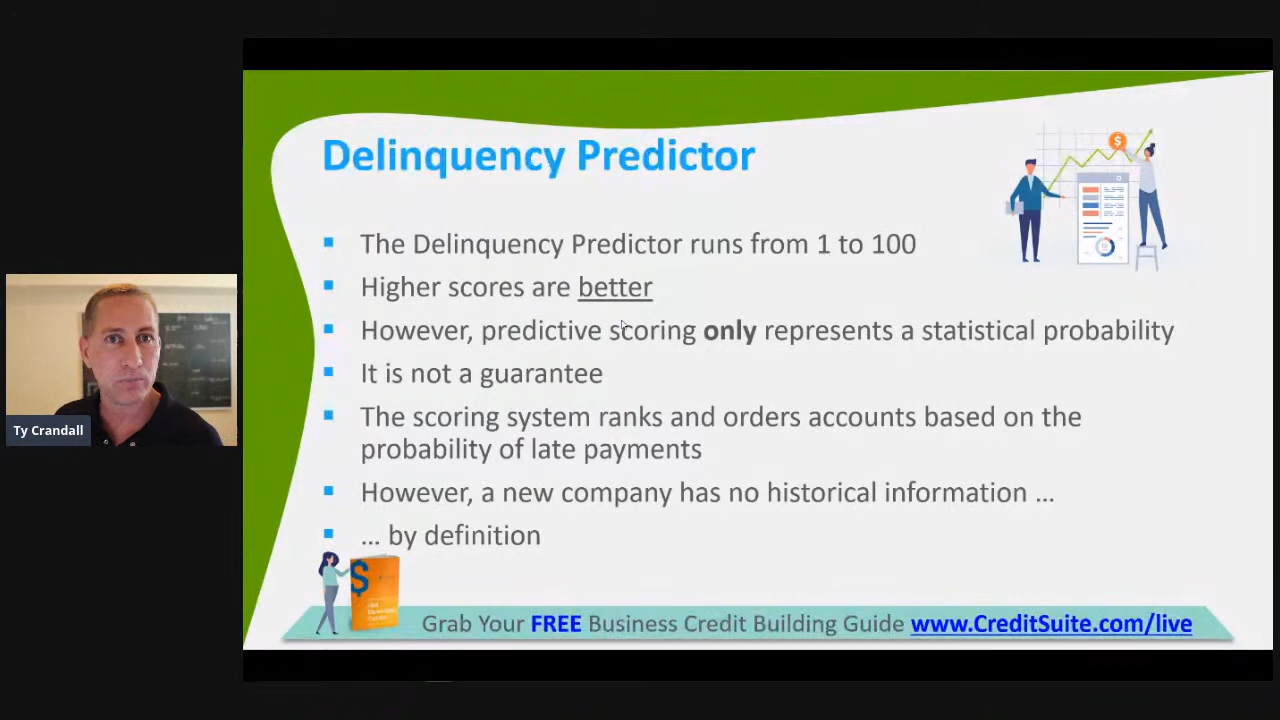 Delinquency Predictor
The Delinquency Predictor runs from 1 to 100
Higher scores are better
However, predictive scoring only represents a statistical probability
It is not a guarantee
The scoring system ranks and orders accounts based on the
probability of late payments
However, a new company has no historical information ...
... by definition
Ty Crandall
Grab Your FREE Business Credit Building Guide www.CreditSuite.com/live